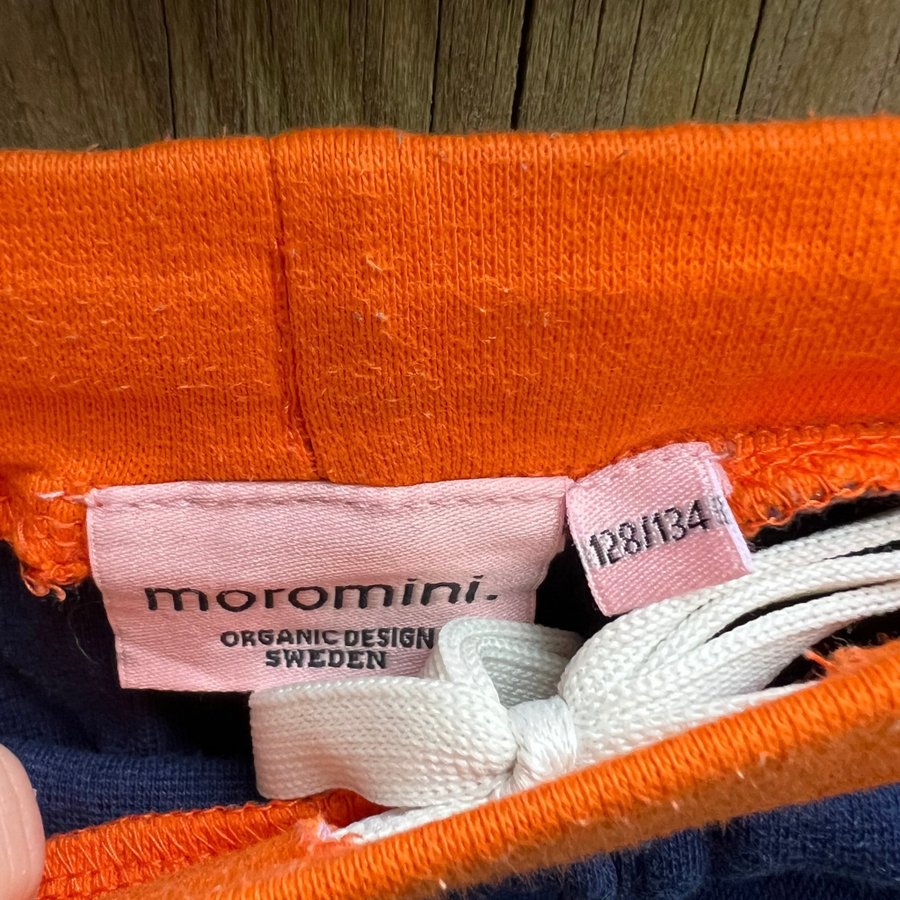 moromini.
ORGANIC DESIGN
SWEDEN
128/134